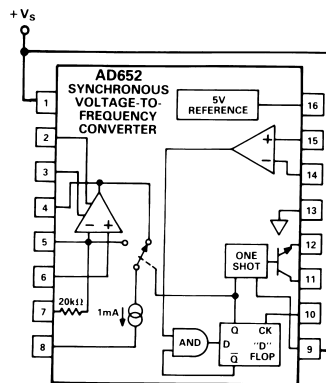 +VS
AD652
SYNCHRONOUS
VOLTAGE-TO-
FREQUENCY
CONVERTER
5V
REFERENCE
1
2
3
4
5
6
7
8
16
15
14
13
12
11
10
9
+
−
−
+
20kΩ
1mA
ONE
SHOT
AND
Q
CK
D
"D"
Q̅
FLOP